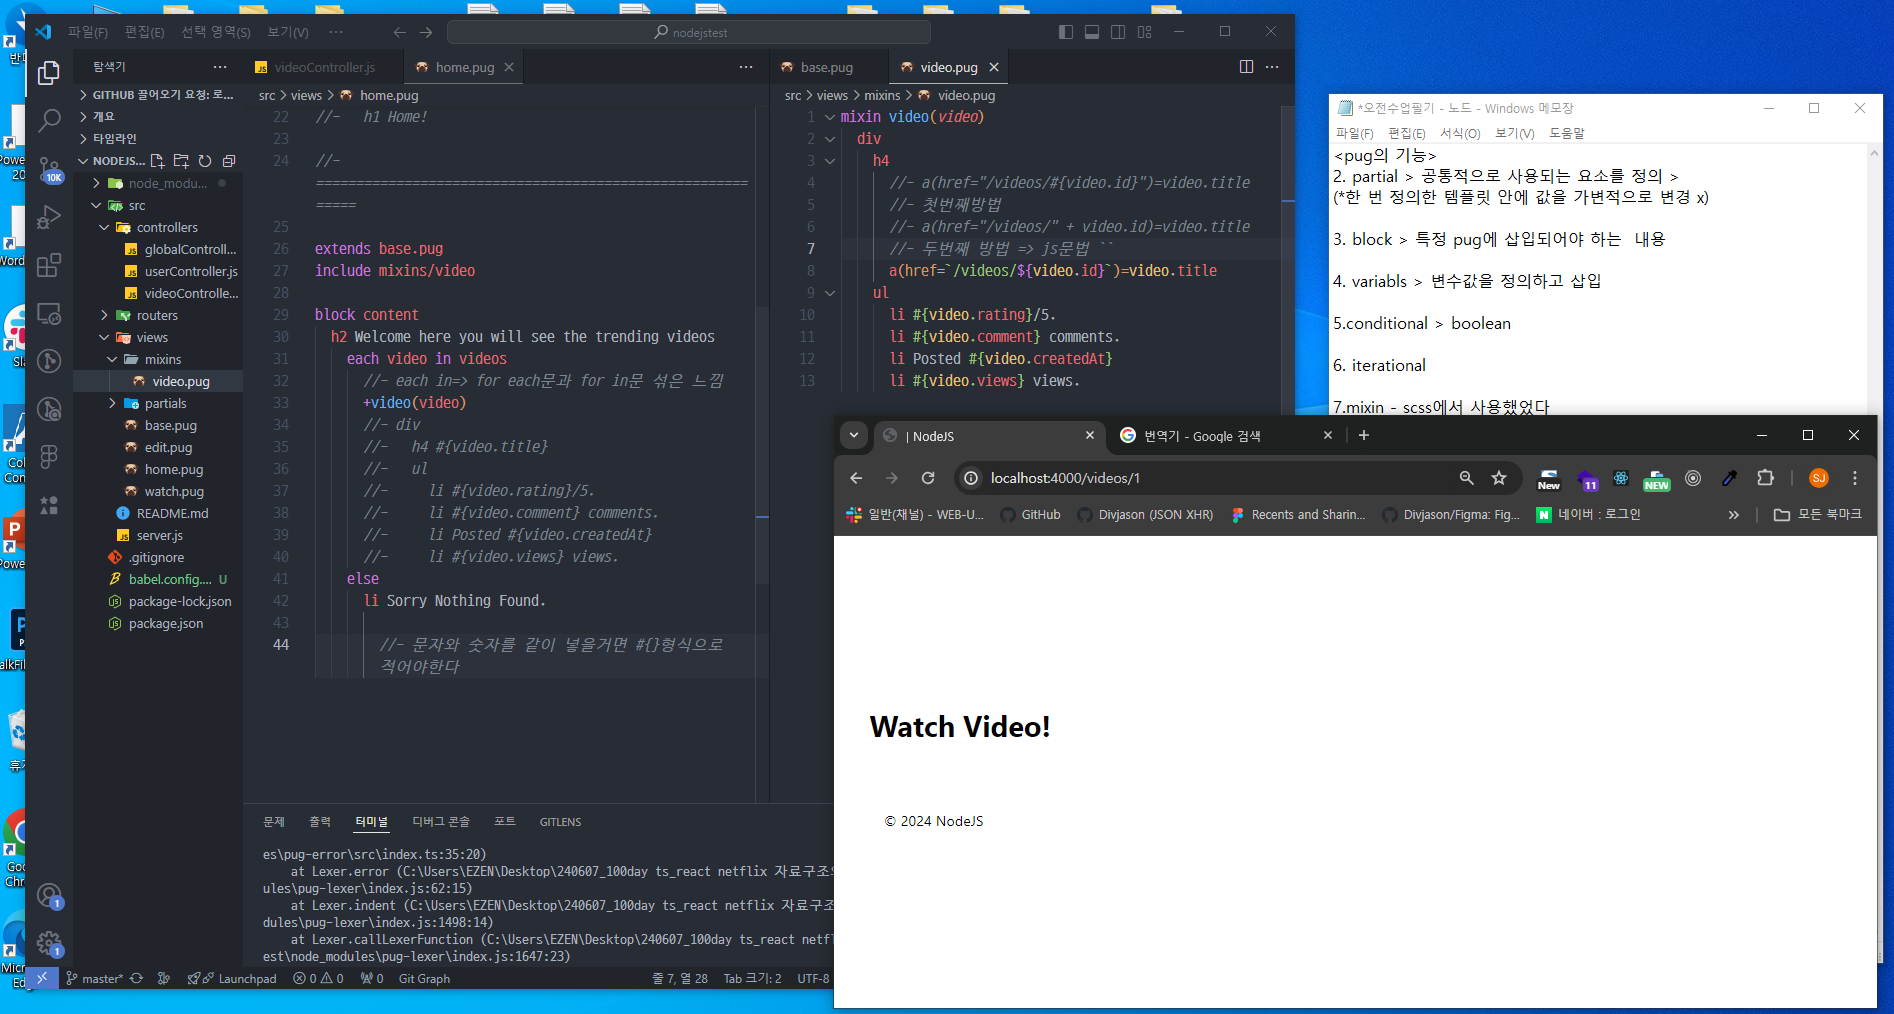 파일(F) 편집(E) 선택 영역(S) 보기(V) ···
nodejstest
탐색기
GITHUB 끌어오기 요청: 로...
개요
타임라인
NODEJS...
node_modu...
src
controllers
globalControll...
userController.js
videoControlle...
routers
views
mixins
video.pug
partials
base.pug
edit.pug
home.pug
watch.pug
README.md
server.js
.gitignore
babel.config.... U
package-lock.json
package.json
10K
1
1
videoController.js
home.pug
src > views > home.pug
22 //- h1 Home!
23
24 //-
======================================================
=====
25
26 extends base.pug
27 include mixins/video
28
29 block content
30 h2 Welcome here you will see the trending videos
31 each video in videos
32 //- each in=> for each문과 for in문 섞은 느낌
33 +video(video)
34 //- div
35 //- h4 #{video.title}
36 //- ul
37 //- li #{video.rating}/5.
38 //- li #{video.comment} comments.
39 //- li Posted #{video.createdAt}
40 //- li #{video.views} views.
41 else
42 li Sorry Nothing Found.
43
44 //- 문자와 숫자를 같이 넣을거면 #{}형식으로
적어야한다
base.pug
video.pug
src > views > mixins > video.pug
1 mixin video(video)
2 div
3 h4
4 //- a(href="/videos/#{video.id}")=video.title
5 //- 첫번째방법
6 //- a(href="/videos/" + video.id)=video.title
7 //- 두번째 방법 => js문법 ``
8 a(href=`/videos/${video.id}`)=video.title
9 ul
10 li #{video.rating}/5.
11 li #{video.comment} comments.
12 li Posted #{video.createdAt}
13 li #{video.views} views.
문제 출력 터미널 디버그 콘솔 포트 GITLENS
es\pug-error\src\index.ts:35:20)
at Lexer.error (C:\Users\EZEN\Desktop\240607_100day ts_react netflix 자료구조
ules\pug-lexer\index.js:62:15)
at Lexer.indent (C:\Users\EZEN\Desktop\240607_100day ts_react netflix 자료구조
dules\pug-lexer\index.js:1498:14)
at Lexer.callLexerFunction (C:\Users\EZEN\Desktop\240607_100day ts_react netfl
est\node_modules\pug-lexer\index.js:1647:23)
master* Launchpad 0 0 0 Git Graph 줄 7, 열 28 Tab 크기: 2 UTF-8
*오전수업필기 - 노드 - Windows 메모장
파일(F) 편집(E) 서식(O) 보기(V) 도움말
<pug의 기능>
2. partial > 공통적으로 사용되는 요소를 정의 >
(*한 번 정의한 템플릿 안에 값을 가변적으로 변경 x)
3. block > 특정 pug에 삽입되어야 하는 내용
4. variabls > 변수값을 정의하고 삽입
5.conditional > boolean
6. iterational
7.mixin - scss에서 사용했었다
| NodeJS
번역기 - Google 검색
localhost:4000/videos/1
New 11 NEW SJ
일반(채널) - WEB-U... GitHub Divjason (JSON XHR) Recents and Sharin... Divjason/Figma: Fig... 네이버 : 로그인 » 모든 북마크
Watch Video!
© 2024 NodeJS